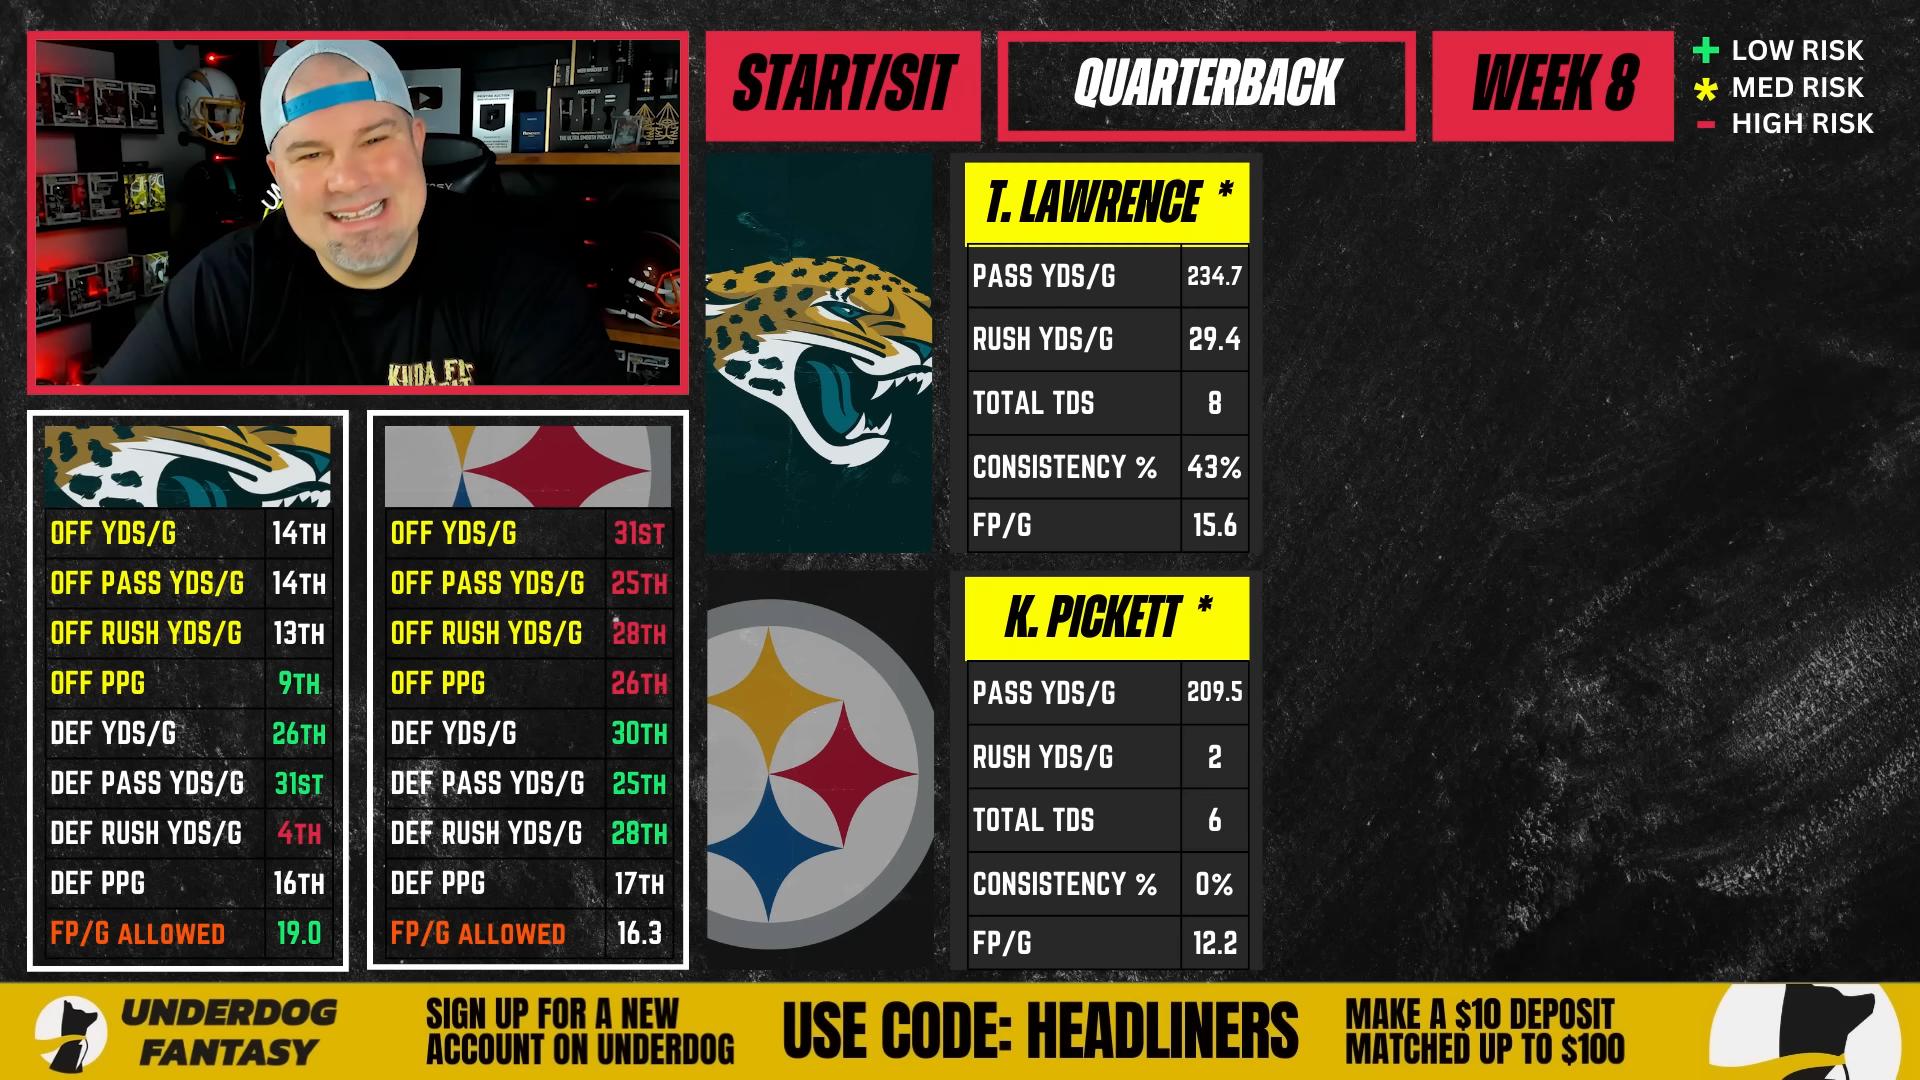 START/SIT
QUARTERBACK
WEEK 8
+ LOW RISK
* MED RISK
- HIGH RISK
T. LAWRENCE *
PASS YDS/G 234.7
RUSH YDS/G 29.4
TOTAL TDS 8
CONSISTENCY % 43%
FP/G 15.6
K. PICKETT *
PASS YDS/G 209.5
RUSH YDS/G 2
TOTAL TDS 6
CONSISTENCY % 0%
FP/G 12.2
OFF YDS/G 14TH
OFF PASS YDS/G 14TH
OFF RUSH YDS/G 13TH
OFF PPG 9TH
DEF YDS/G 26TH
DEF PASS YDS/G 31ST
DEF RUSH YDS/G 4TH
DEF PPG 16TH
FP/G ALLOWED 19.0
OFF YDS/G 31ST
OFF PASS YDS/G 25TH
OFF RUSH YDS/G 28TH
OFF PPG 26TH
DEF YDS/G 30TH
DEF PASS YDS/G 25TH
DEF RUSH YDS/G 28TH
DEF PPG 17TH
FP/G ALLOWED 16.3
UNDERDOG
FANTASY
SIGN UP FOR A NEW
ACCOUNT ON UNDERDOG
USE CODE: HEADLINERS
MAKE A $10 DEPOSIT
MATCHED UP TO $100